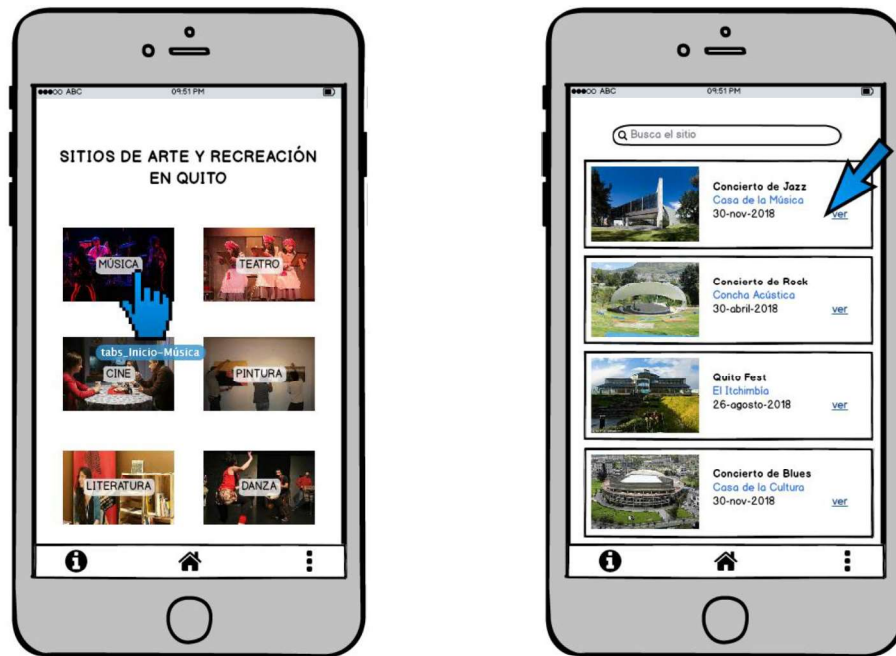 ABC 09:51 PM
SITIOS DE ARTE Y RECREACIÓN
EN QUITO
MÚSICA
TEATRO
tabs_Inicio-Música
CINE
PINTURA
LITERATURA
DANZA
ABC 09:51 PM
Busca el sitio
Concierto de Jazz
Casa de la Música
30-nov-2018 ver
Concierto de Rock
Concha Acústica
30-abril-2018 ver
Quito Fest
El Itchimbía
26-agosto-2018 ver
Concierto de Blues
Casa de la Cultura
30-nov-2018 ver